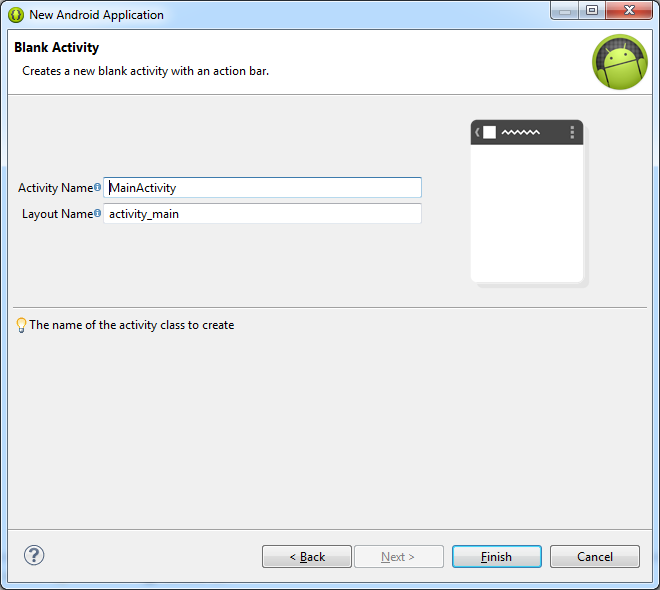 New Android Application
Blank Activity
Creates a new blank activity with an action bar.
Activity Name MainActivity
Layout Name activity_main
The name of the activity class to create
? < Back Next > Finish Cancel